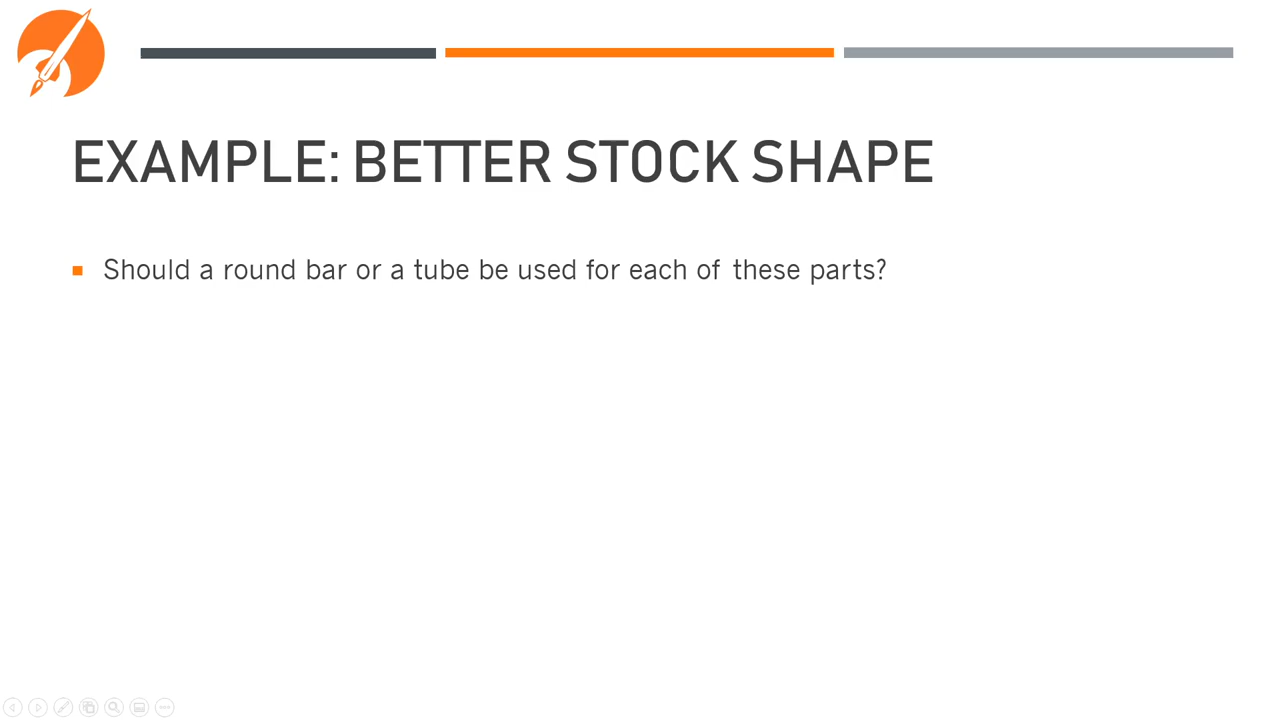 EXAMPLE: BETTER STOCK SHAPE
Should a round bar or a tube be used for each of these parts?